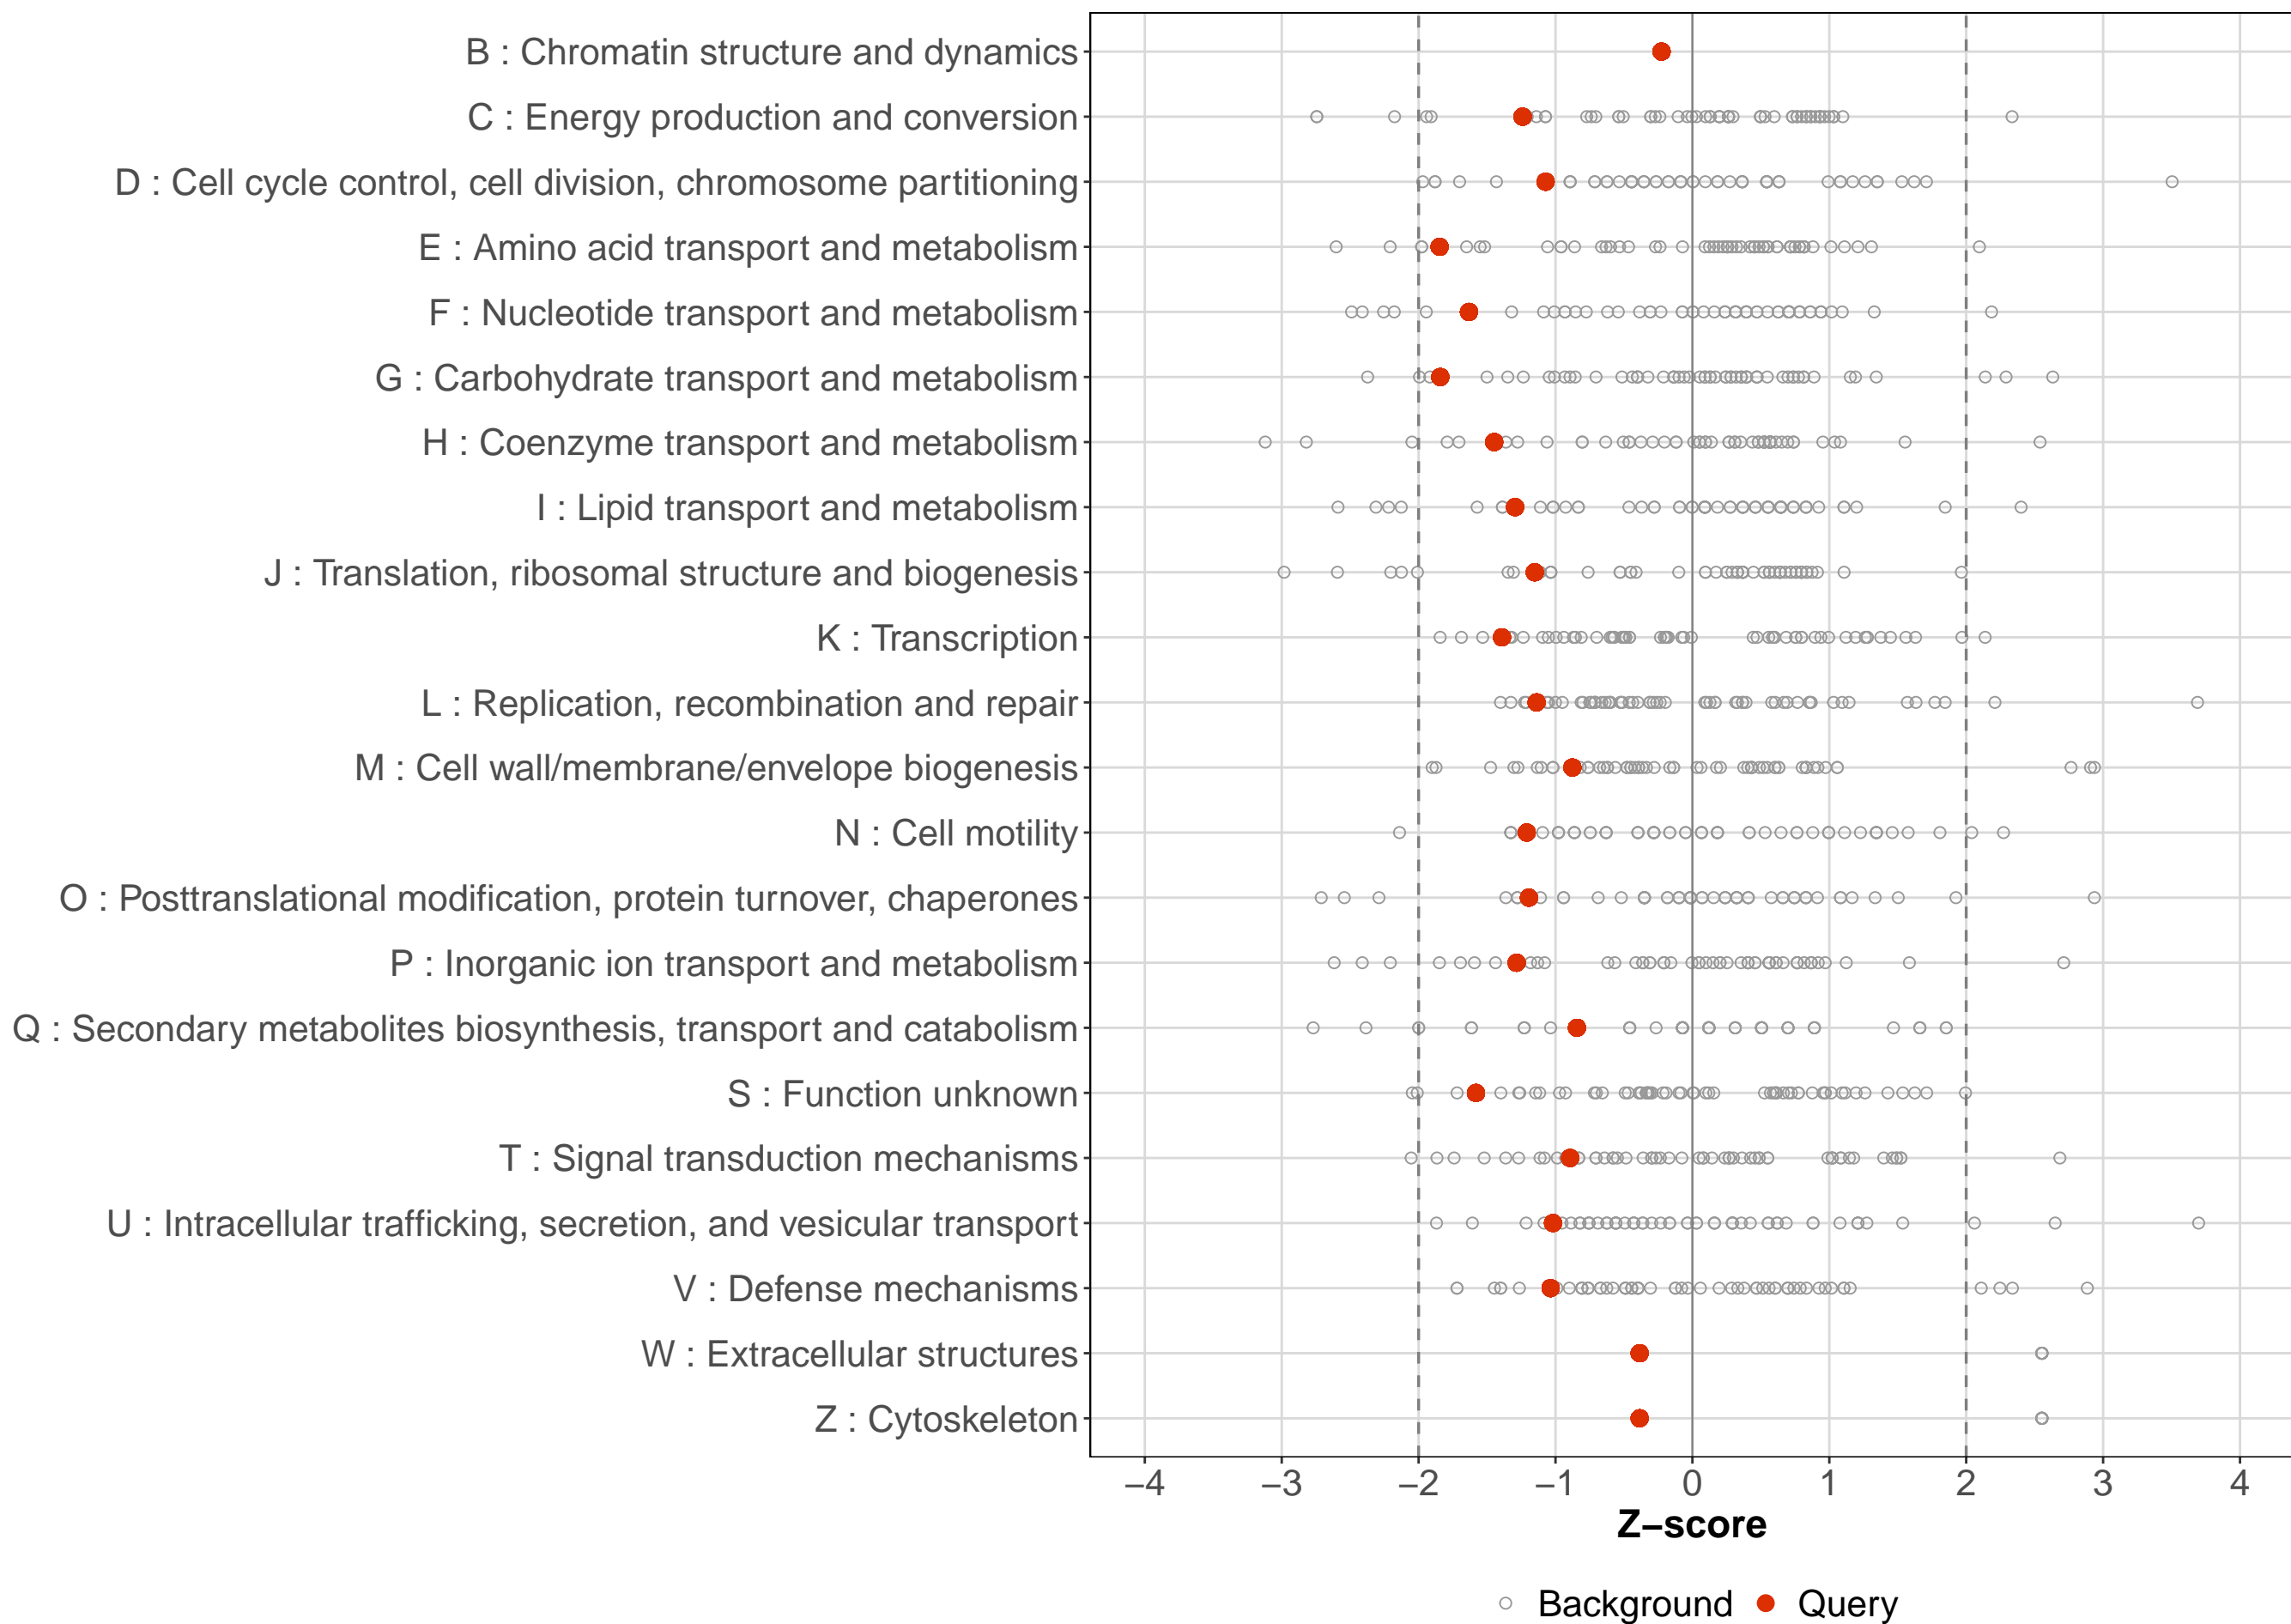 B : Chromatin structure and dynamics
C : Energy production and conversion
D : Cell cycle control, cell division, chromosome partitioning
E : Amino acid transport and metabolism
F : Nucleotide transport and metabolism
G : Carbohydrate transport and metabolism
H : Coenzyme transport and metabolism
I : Lipid transport and metabolism
J : Translation, ribosomal structure and biogenesis
K : Transcription
L : Replication, recombination and repair
M : Cell wall/membrane/envelope biogenesis
N : Cell motility
O : Posttranslational modification, protein turnover, chaperones
P : Inorganic ion transport and metabolism
Q : Secondary metabolites biosynthesis, transport and catabolism
S : Function unknown
T : Signal transduction mechanisms
U : Intracellular trafficking, secretion, and vesicular transport
V : Defense mechanisms
W : Extracellular structures
Z : Cytoskeleton
−4 −3 −2 −1 0 1 2 3 4
Z−score
Background Query